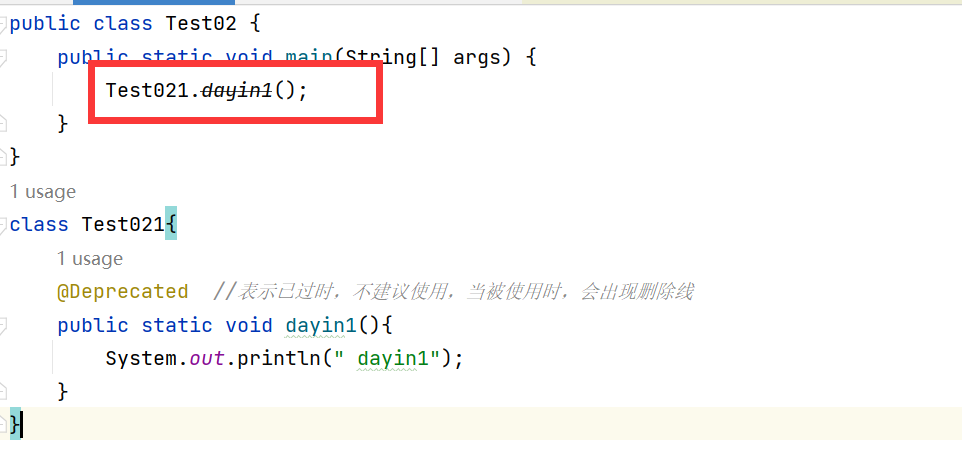 public class Test02 {
public static void main(String[] args) {
Test021.dayin1();
}
}
1 usage
class Test021{
1 usage
@Deprecated  //表示已过时，不建议使用，当被使用时，会出现删除线
public static void dayin1(){
System.out.println(" dayin1");
}
}